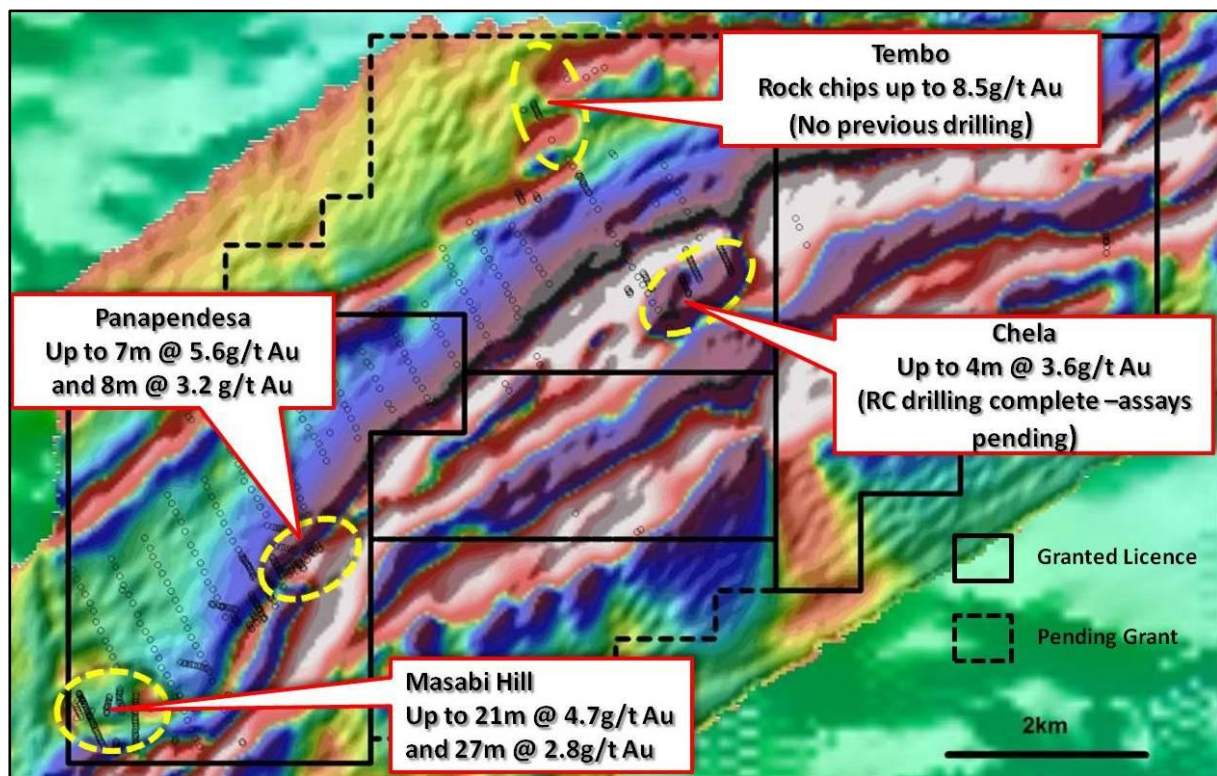 Tembo
Rock chips up to 8.5g/t Au
(No previous drilling)
Panapendesa
Up to 7m @ 5.6g/t Au
and 8m @ 3.2 g/t Au
Chela
Up to 4m @ 3.6g/t Au
(RC drilling complete –assays
pending)
Granted Licence
Pending Grant
Masabi Hill
Up to 21m @ 4.7g/t Au
and 27m @ 2.8g/t Au
2km